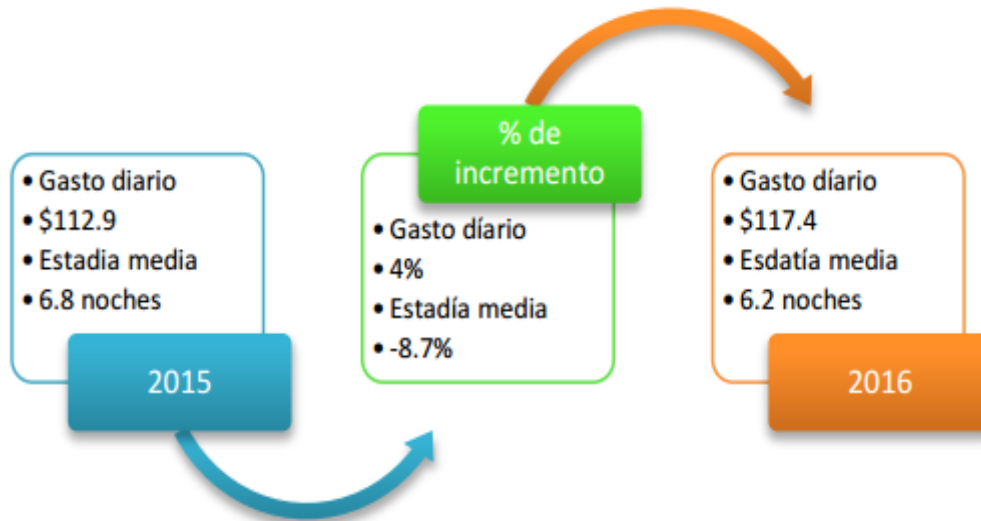 • Gasto diario
• $112.9
• Estadia media
• 6.8 noches
2015
% de
incremento
• Gasto díario
• 4%
• Estadía media
• -8.7%
• Gasto díario
• $117.4
• Esdatía media
• 6.2 noches
2016